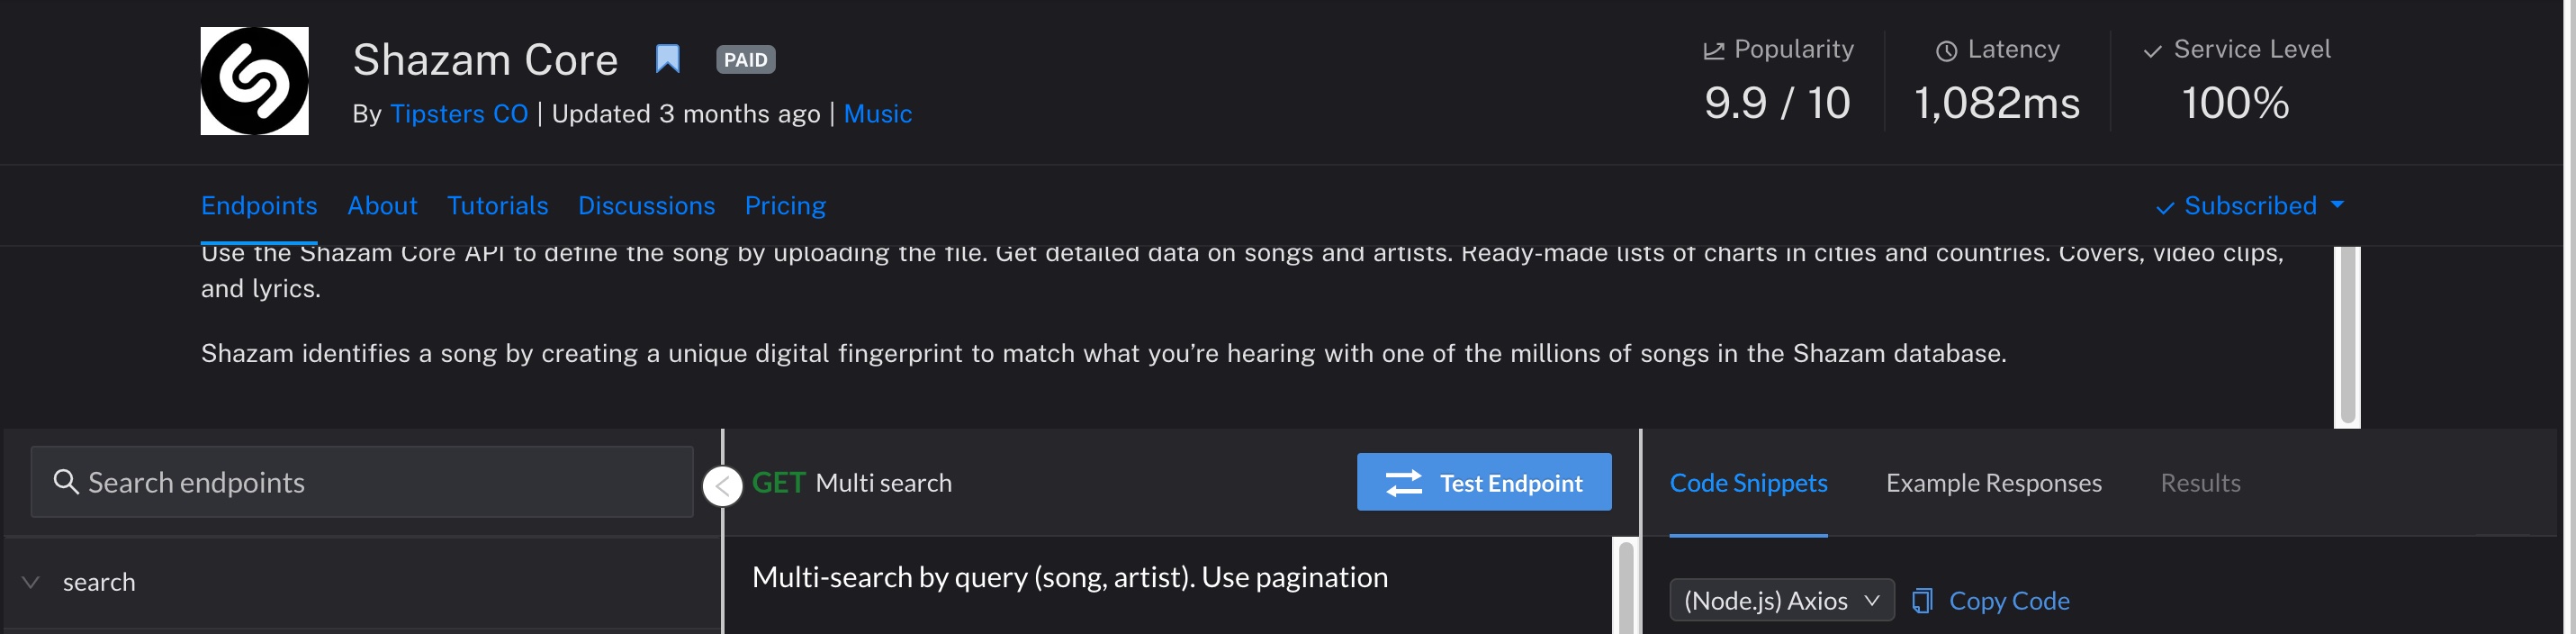 Shazam Core PAID
By Tipsters CO | Updated 3 months ago | Music
Popularity
9.9 / 10
Latency
1,082ms
Service Level
100%
Endpoints About Tutorials Discussions Pricing
Subscribed
Use the Shazam Core API to define the song by uploading the file. Get detailed data on songs and artists. Ready-made lists of charts in cities and countries. Covers, video clips,
and lyrics.
Shazam identifies a song by creating a unique digital fingerprint to match what you’re hearing with one of the millions of songs in the Shazam database.
Search endpoints
search
GET Multi search
Test Endpoint
Multi-search by query (song, artist). Use pagination
Code Snippets Example Responses Results
(Node.js) Axios Copy Code